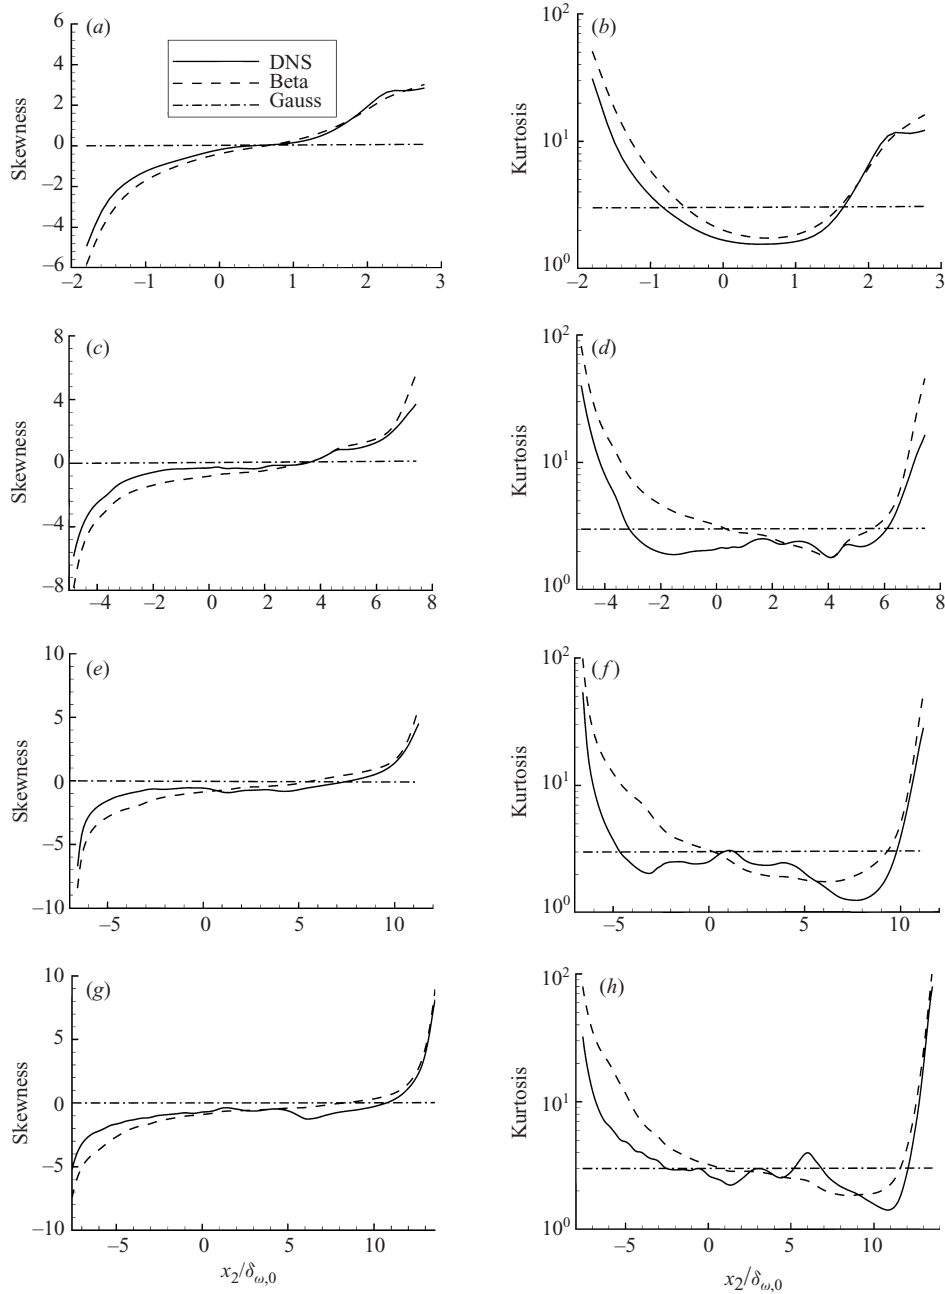 (a)
6
4
2
0
–2
–4
–6
Skewness
DNS
Beta
Gauss
–2 –1 0 1 2 3
(b)
10²
10¹
10⁰
Kurtosis
–2 –1 0 1 2 3
(c)
8
4
0
–4
–8
Skewness
–4 –2 0 2 4 6 8
(d)
10²
10¹
10⁰
Kurtosis
–4 –2 0 2 4 6 8
(e)
10
5
0
–5
–10
Skewness
–5 0 5 10
(f)
10²
10¹
10⁰
Kurtosis
–5 0 5 10
(g)
10
5
0
–5
–10
Skewness
–5 0 5 10
x₂/δω,0
(h)
10²
10¹
10⁰
Kurtosis
–5 0 5 10
x₂/δω,0